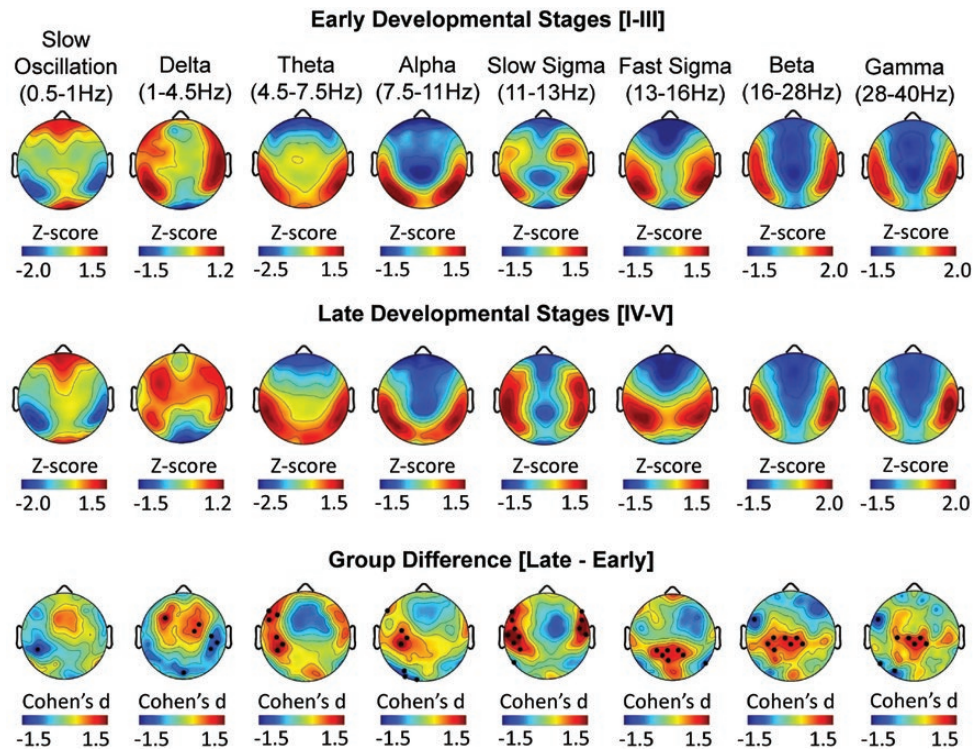 Early Developmental Stages [I-III]
Slow Oscillation (0.5-1Hz)
Delta (1-4.5Hz)
Theta (4.5-7.5Hz)
Alpha (7.5-11Hz)
Slow Sigma (11-13Hz)
Fast Sigma (13-16Hz)
Beta (16-28Hz)
Gamma (28-40Hz)
Z-score Z-score Z-score Z-score Z-score Z-score Z-score Z-score
-2.0 1.5 -1.5 1.2 -2.5 1.5 -1.5 1.5 -1.5 1.5 -1.5 1.5 -1.5 2.0 -1.5 2.0
Late Developmental Stages [IV-V]
Z-score Z-score Z-score Z-score Z-score Z-score Z-score Z-score
-2.0 1.5 -1.5 1.2 -2.5 1.5 -1.5 1.5 -1.5 1.5 -1.5 1.5 -1.5 2.0 -1.5 2.0
Group Difference [Late - Early]
Cohen's d Cohen's d Cohen's d Cohen's d Cohen's d Cohen's d Cohen's d Cohen's d
-1.5 1.5 -1.5 1.5 -1.5 1.5 -1.5 1.5 -1.5 1.5 -1.5 1.5 -1.5 1.5 -1.5 1.5